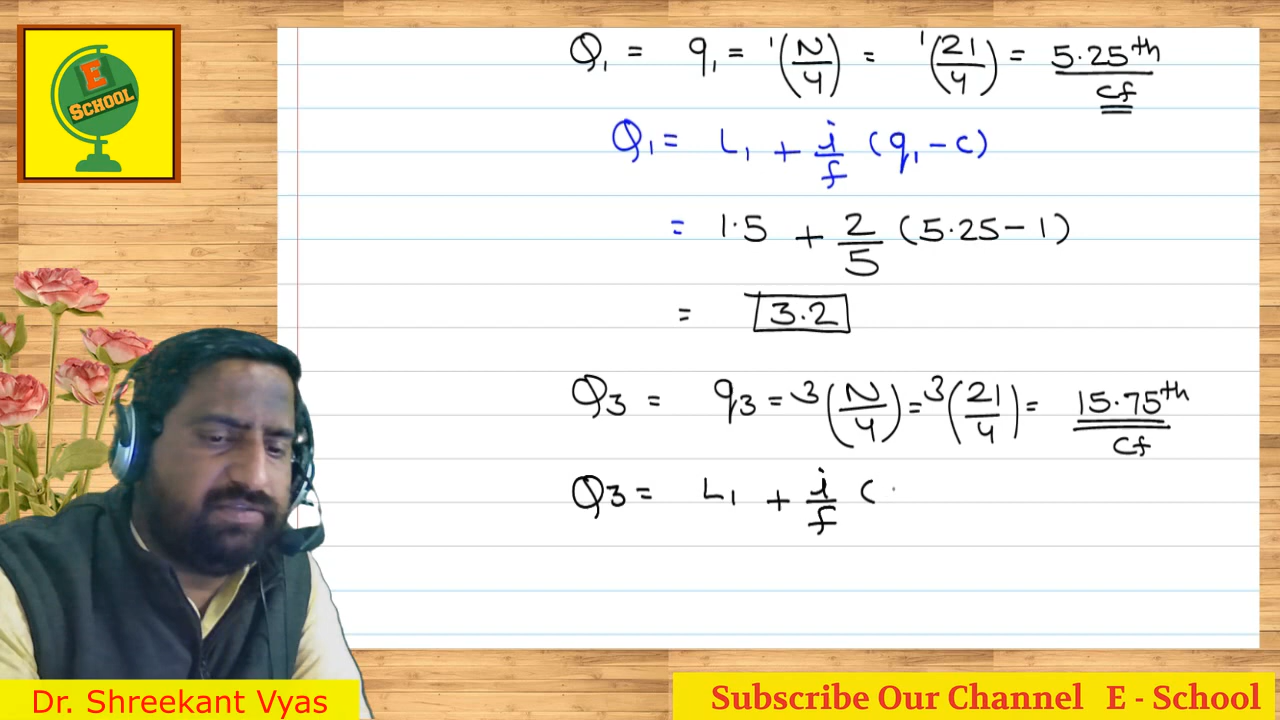 E
SCHOOL
Q₁ = q₁ = 1(N/4) = 1(21/4) = 5.25th
cf
Q₁ = L₁ + i/f (q₁ - c)
= 1.5 + 2/5 (5.25 - 1)
= 3.2
Q₃ = q₃ = 3(N/4) = 3(21/4) = 15.75th
Cf
Q₃ = L₁ + i/f (
Dr. Shreekant Vyas
Subscribe Our Channel E - School